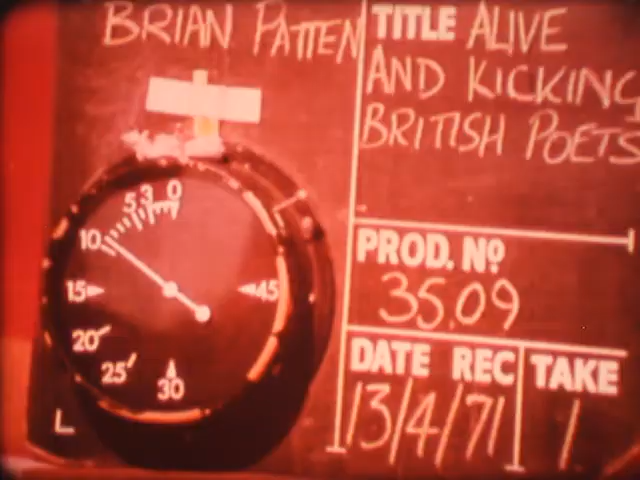 BRIAN PATTEN
TITLE ALIVE
AND KICKING
BRITISH POETS
PROD. Nº
35.09
DATE REC
13/4/71
TAKE
1
0
3
5
10
15
20
25
30
45
L